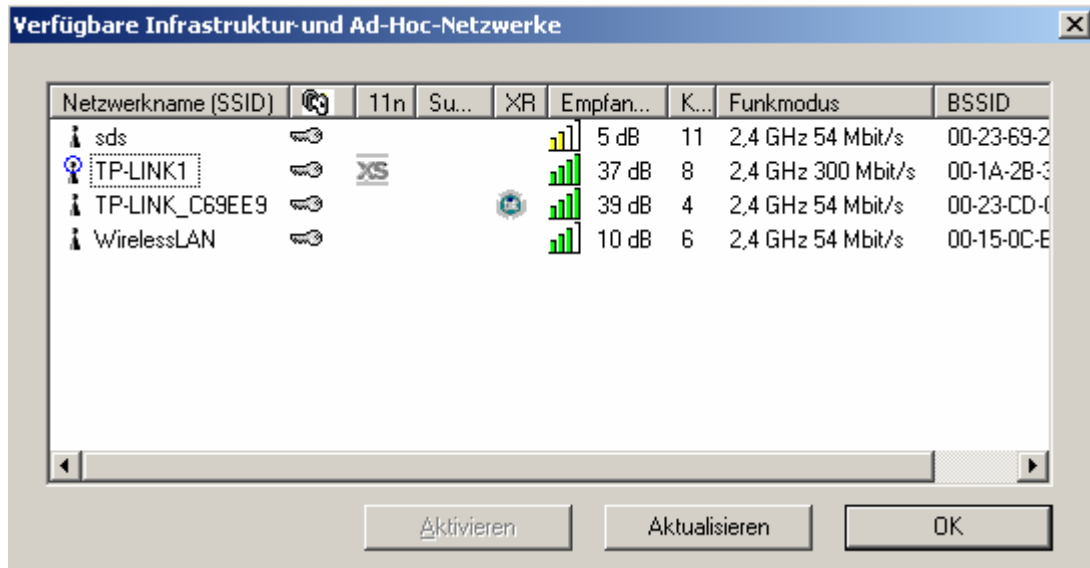 Verfügbare Infrastruktur- und Ad-Hoc-Netzwerke
Netzwerkname (SSID) 11n Su... XR Empfan... K... Funkmodus BSSID
sds 5 dB 11 2,4 GHz 54 Mbit/s 00-23-69-2
TP-LINK1 XS 37 dB 8 2,4 GHz 300 Mbit/s 00-1A-2B-3
TP-LINK_C69EE9 39 dB 4 2,4 GHz 54 Mbit/s 00-23-CD-0
WirelessLAN 10 dB 6 2,4 GHz 54 Mbit/s 00-15-0C-E
Aktivieren Aktualisieren OK